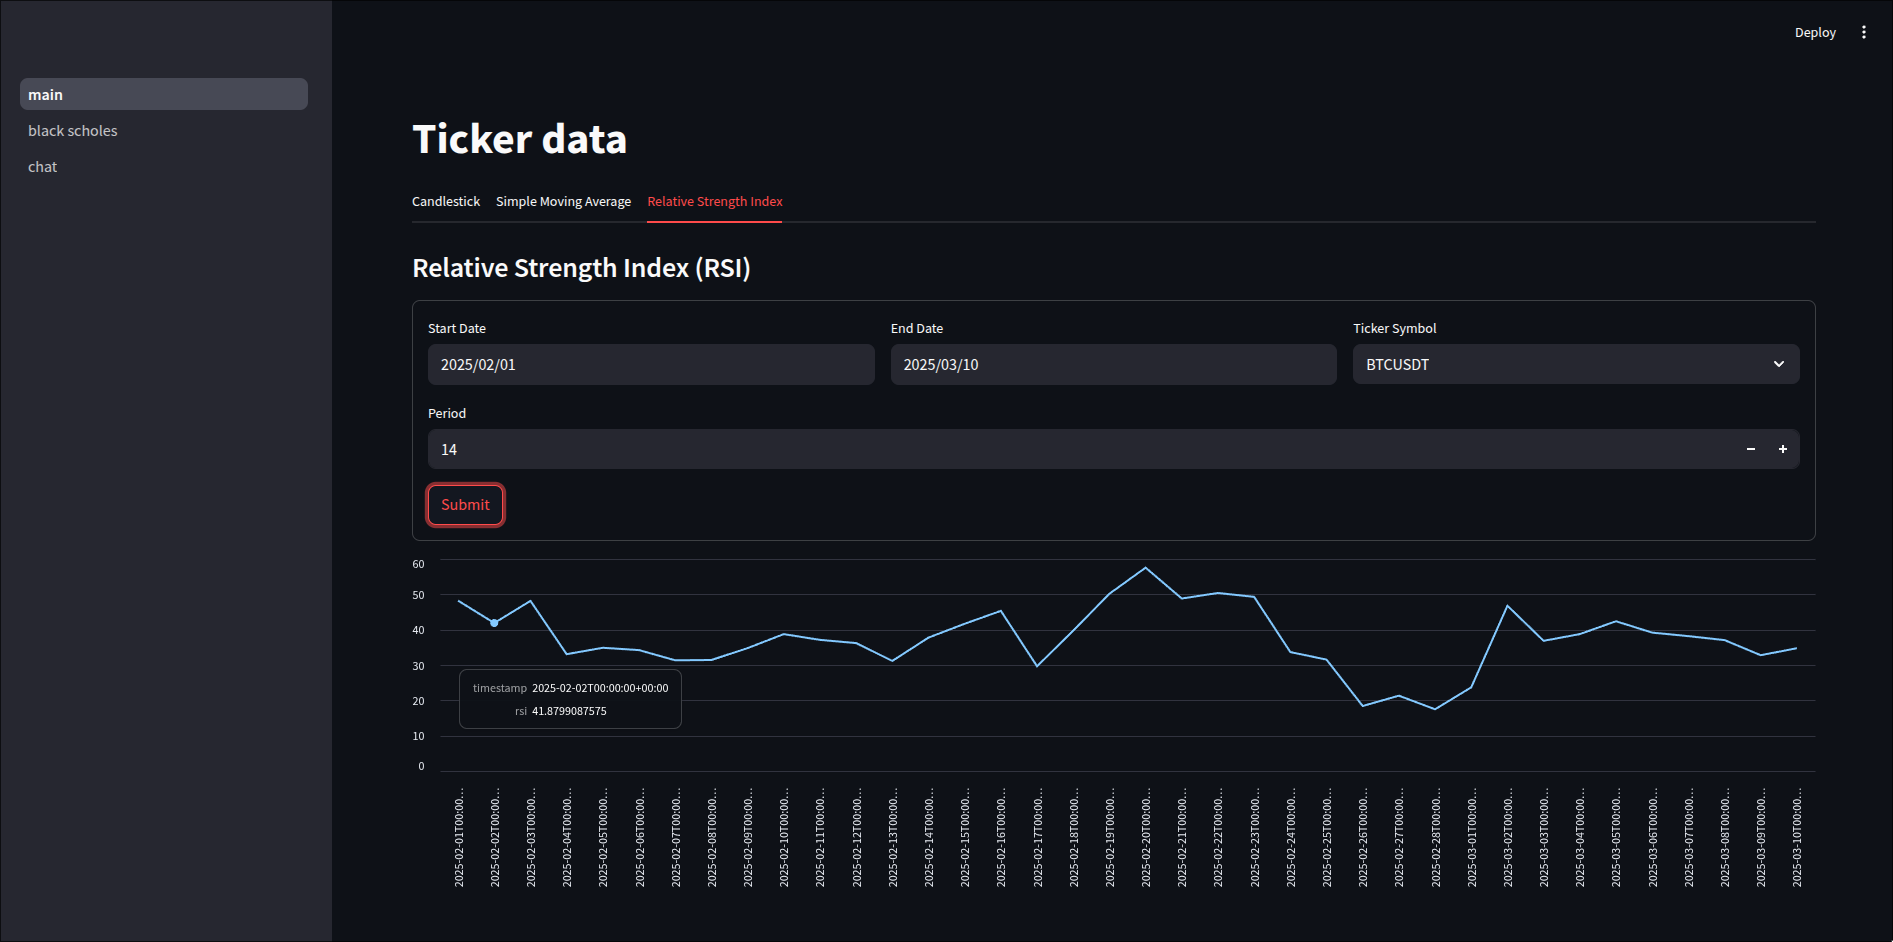 Deploy
main
black scholes
chat
Ticker data
Candlestick Simple Moving Average Relative Strength Index
Relative Strength Index (RSI)
Start Date End Date Ticker Symbol
2025/02/01 2025/03/10 BTCUSDT
Period
14
Submit
60
50
40
30
20
10
0
timestamp 2025-02-02T00:00:00+00:00
rsi 41.8799087575
2025-02-01T00:00…
2025-02-02T00:00…
2025-02-03T00:00…
2025-02-04T00:00…
2025-02-05T00:00…
2025-02-06T00:00…
2025-02-07T00:00…
2025-02-08T00:00…
2025-02-09T00:00…
2025-02-10T00:00…
2025-02-11T00:00…
2025-02-12T00:00…
2025-02-13T00:00…
2025-02-14T00:00…
2025-02-15T00:00…
2025-02-16T00:00…
2025-02-17T00:00…
2025-02-18T00:00…
2025-02-19T00:00…
2025-02-20T00:00…
2025-02-21T00:00…
2025-02-22T00:00…
2025-02-23T00:00…
2025-02-24T00:00…
2025-02-25T00:00…
2025-02-26T00:00…
2025-02-27T00:00…
2025-02-28T00:00…
2025-03-01T00:00…
2025-03-02T00:00…
2025-03-03T00:00…
2025-03-04T00:00…
2025-03-05T00:00…
2025-03-06T00:00…
2025-03-07T00:00…
2025-03-08T00:00…
2025-03-09T00:00…
2025-03-10T00:00…